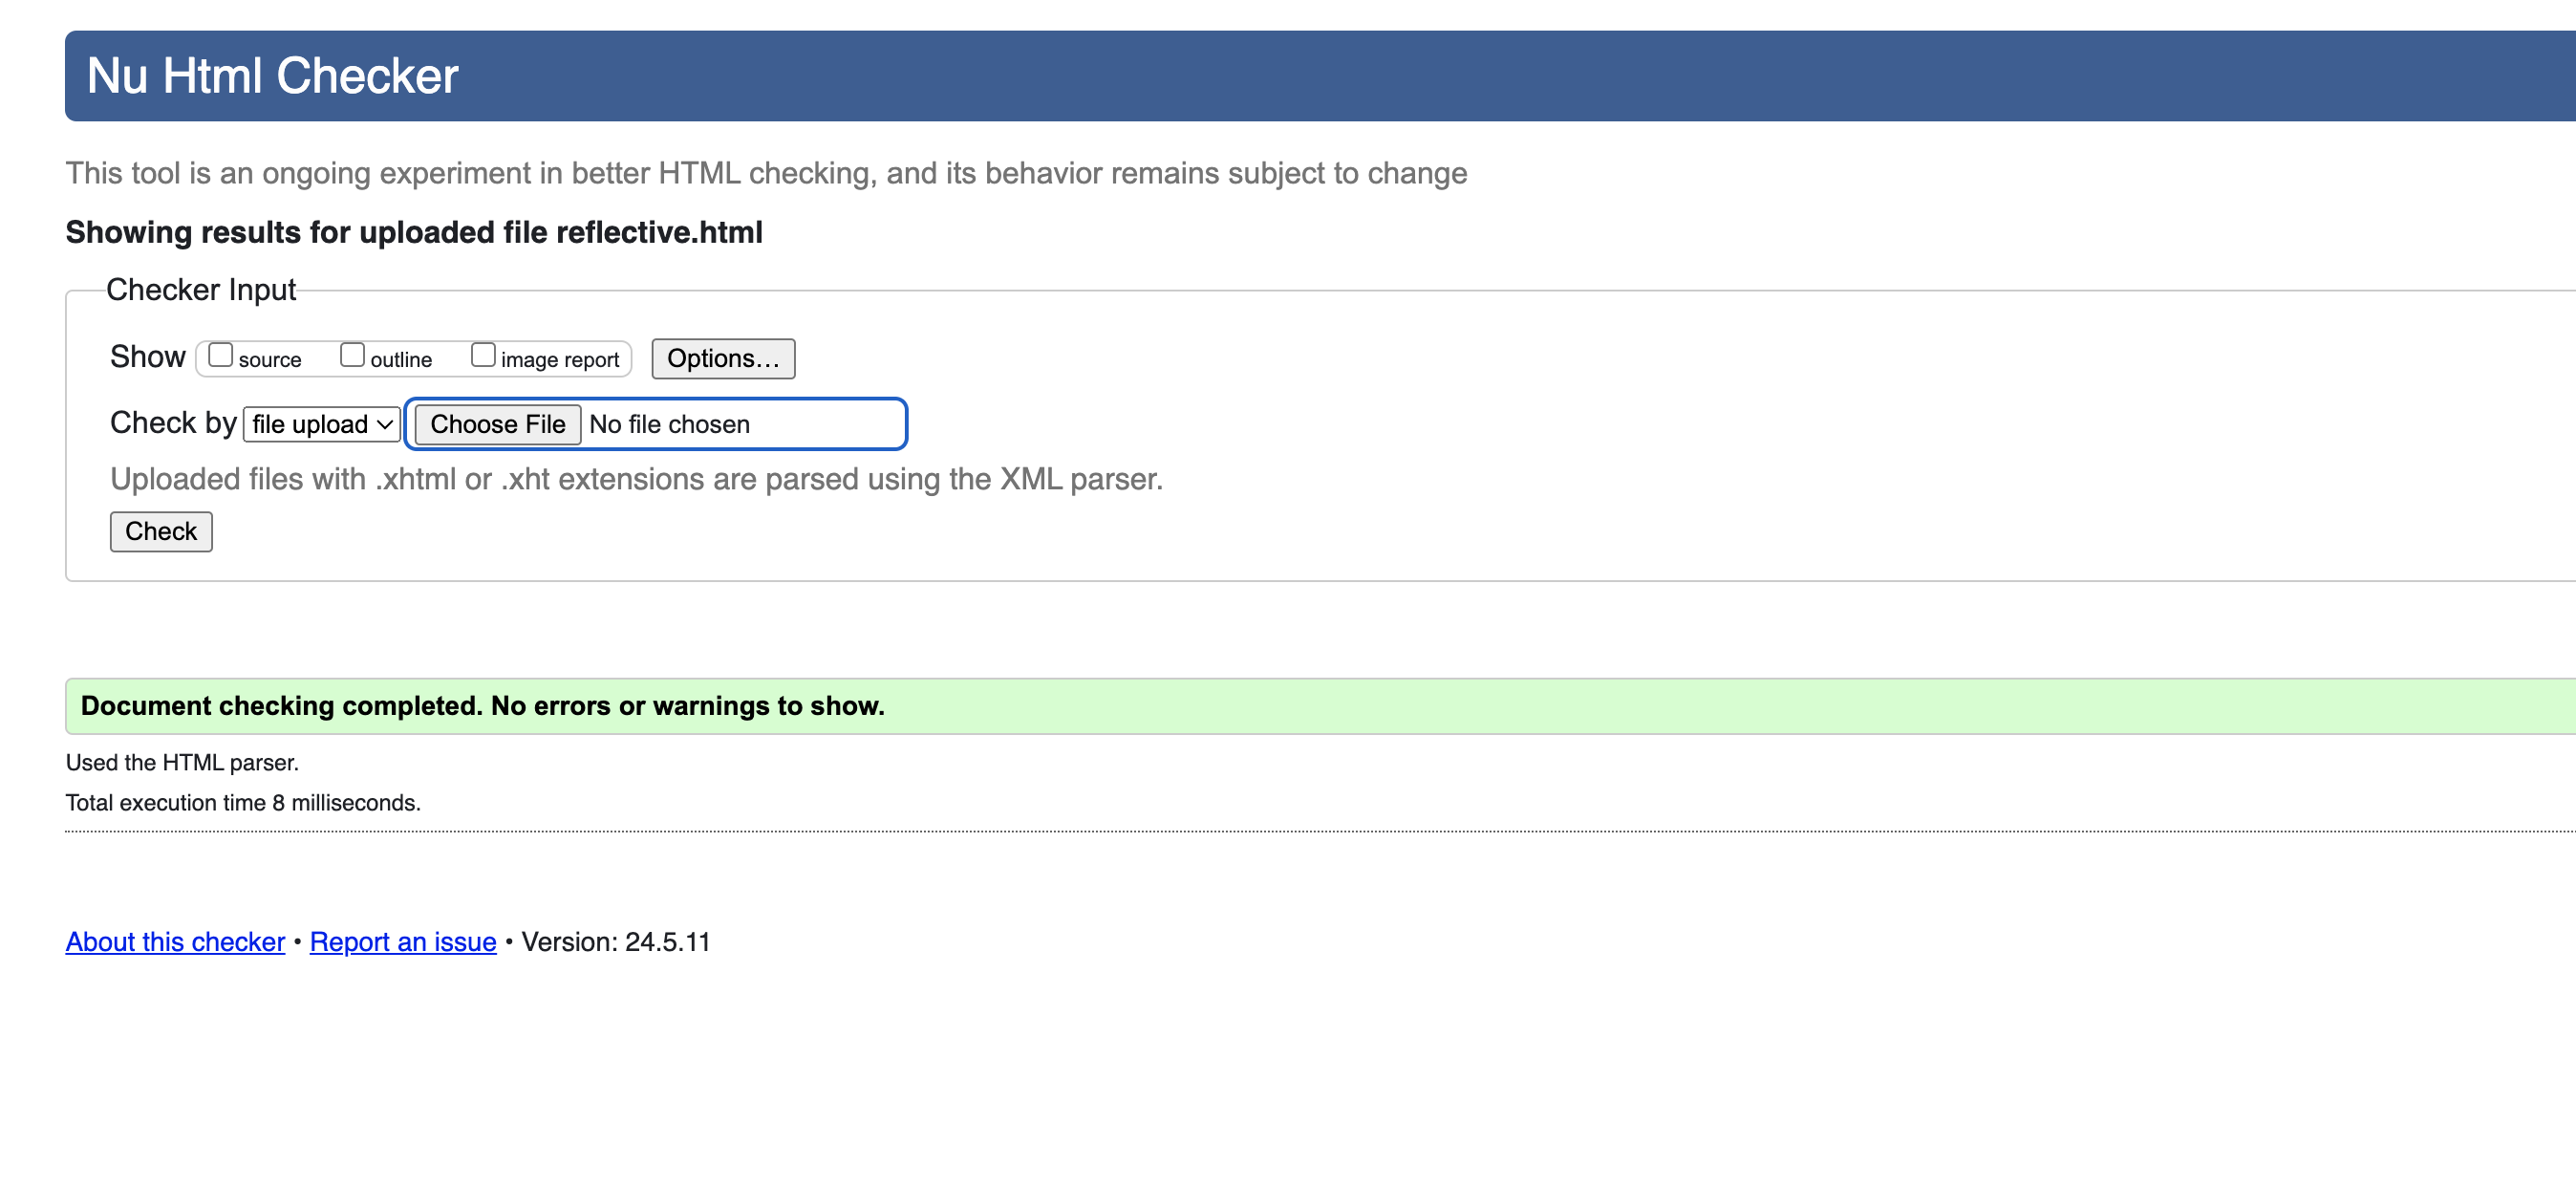 Nu Html Checker
This tool is an ongoing experiment in better HTML checking, and its behavior remains subject to change
Showing results for uploaded file reflective.html
Checker Input
Show source outline image report Options...
Check by file upload Choose File No file chosen
Uploaded files with .xhtml or .xht extensions are parsed using the XML parser.
Check
Document checking completed. No errors or warnings to show.
Used the HTML parser.
Total execution time 8 milliseconds.
About this checker • Report an issue • Version: 24.5.11